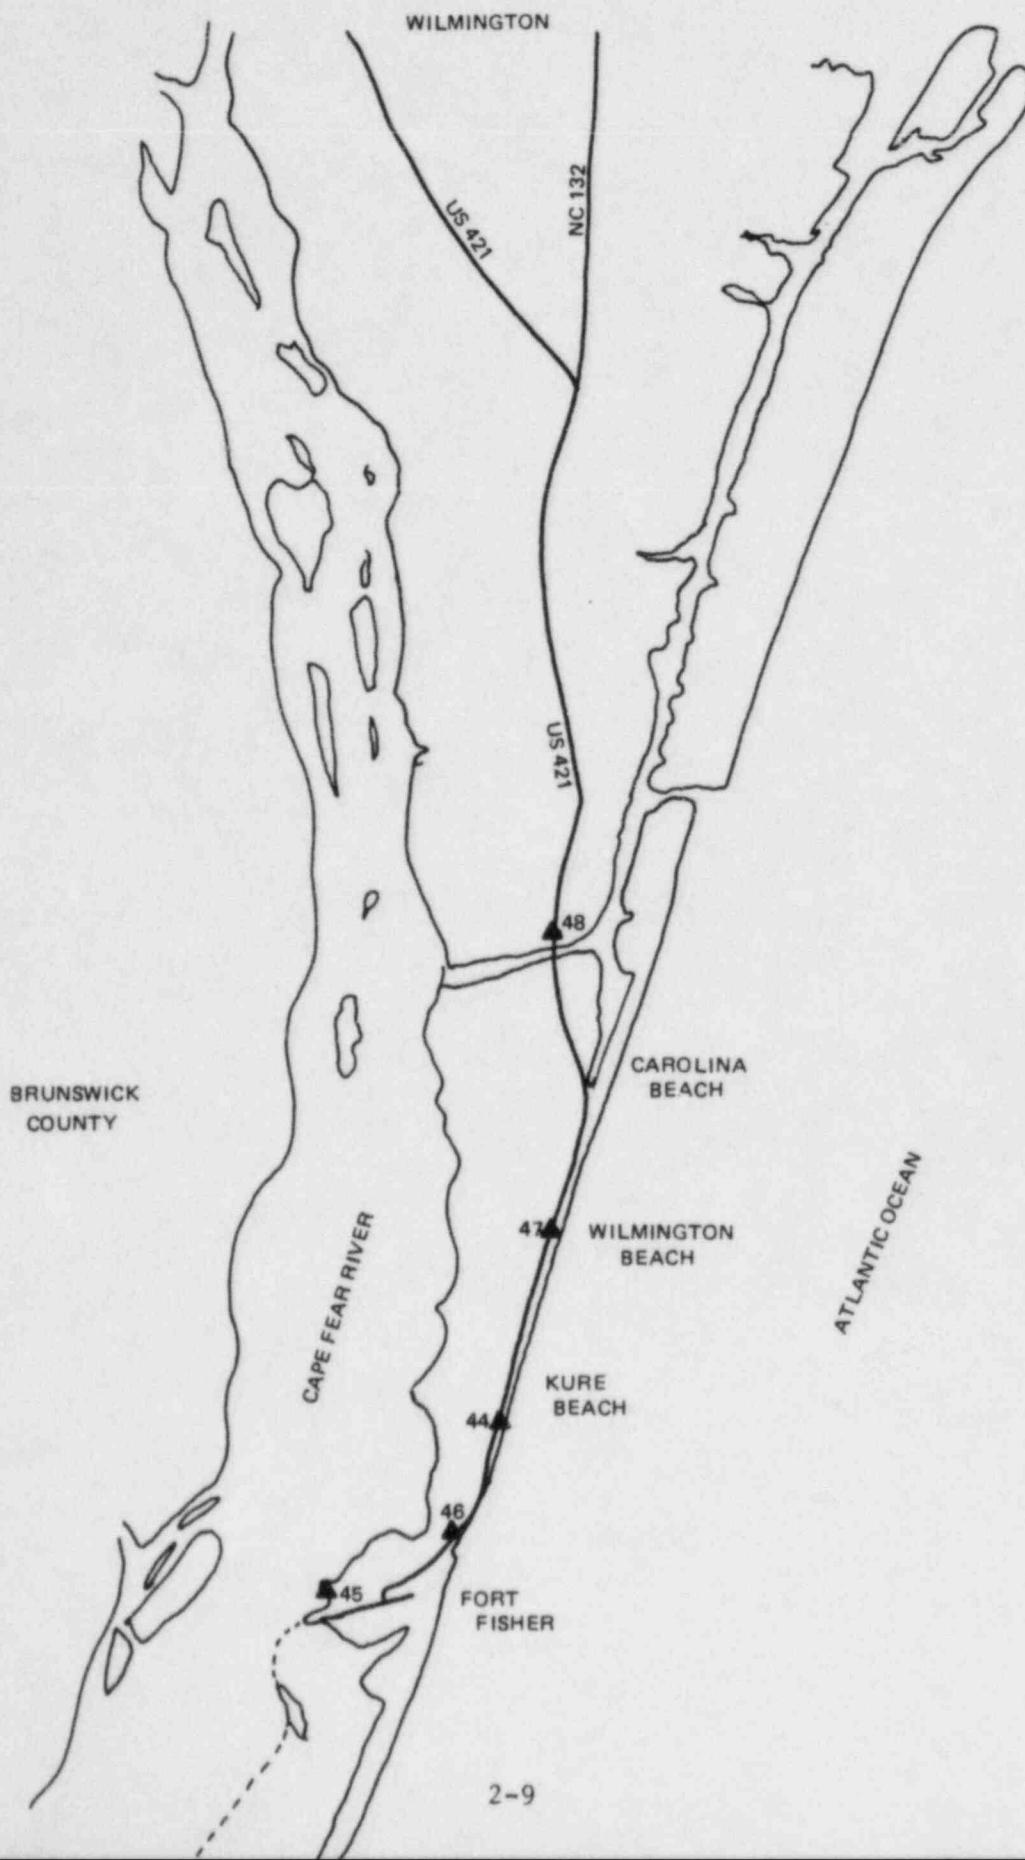 WILMINGTON
US 421
NC 132
US 421
48
CAROLINA
BEACH
BRUNSWICK
COUNTY
ATLANTIC OCEAN
CAPE FEAR RIVER
47
WILMINGTON
BEACH
KURE
BEACH
44
46
45
FORT
FISHER
2-9